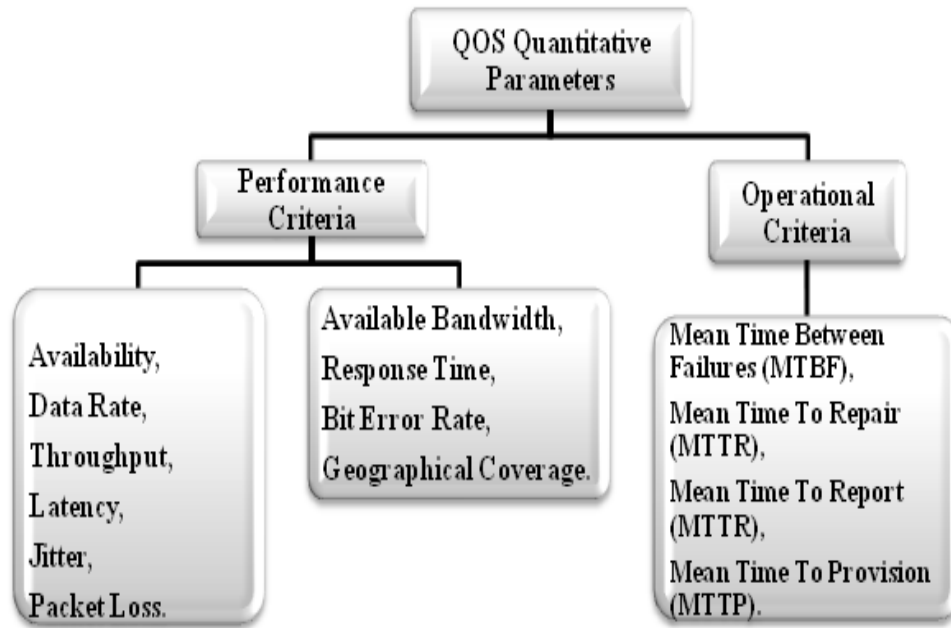 QOS Quantitative
Parameters
Performance
Criteria
Operational
Criteria
Availability,
Data Rate,
Throughput,
Latency,
Jitter,
Packet Loss.
Available Bandwidth,
Response Time,
Bit Error Rate,
Geographical Coverage.
Mean Time Between
Failures (MTBF),
Mean Time To Repair
(MTTR),
Mean Time To Report
(MTTR),
Mean Time To Provision
(MTTP).